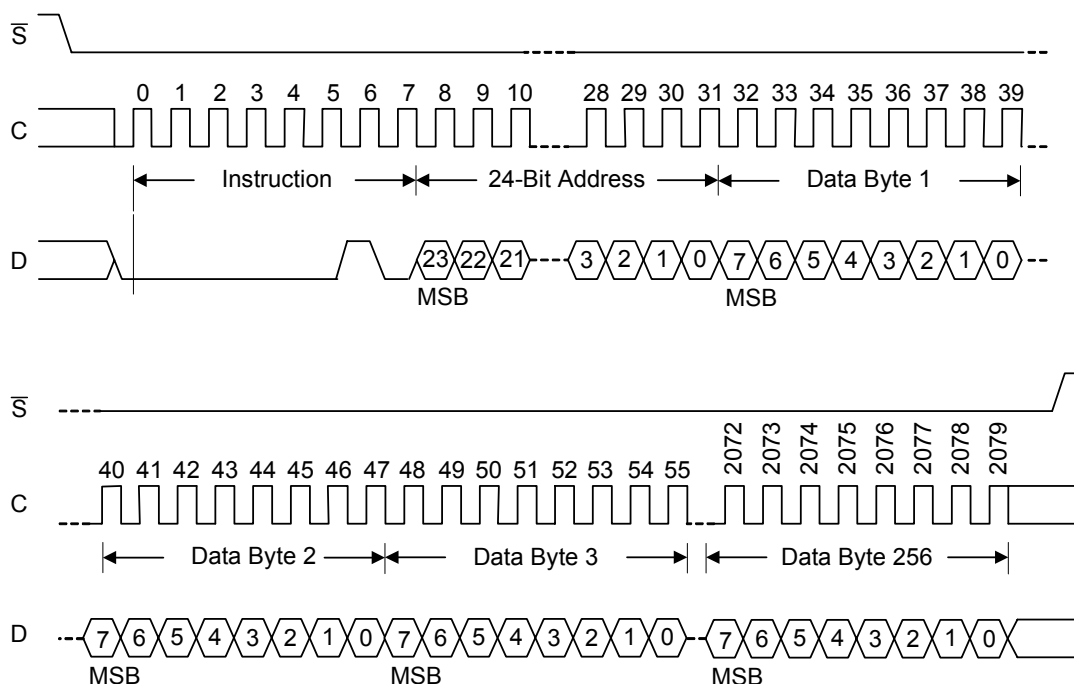 S
0 1 2 3 4 5 6 7 8 9 10 28 29 30 31 32 33 34 35 36 37 38 39
C
Instruction 24-Bit Address Data Byte 1
D 23 22 21 3 2 1 0 7 6 5 4 3 2 1 0
MSB MSB
S
2072 2073 2074 2075 2076 2077 2078 2079
40 41 42 43 44 45 46 47 48 49 50 51 52 53 54 55
C
Data Byte 2 Data Byte 3 Data Byte 256
D 7 6 5 4 3 2 1 0 7 6 5 4 3 2 1 0 7 6 5 4 3 2 1 0
MSB MSB MSB